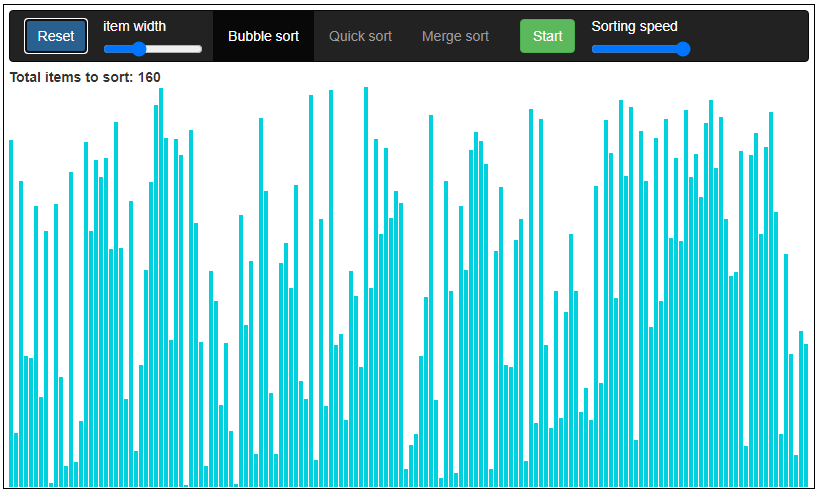 Reset
item width
Bubble sort
Quick sort
Merge sort
Start
Sorting speed
Total items to sort: 160